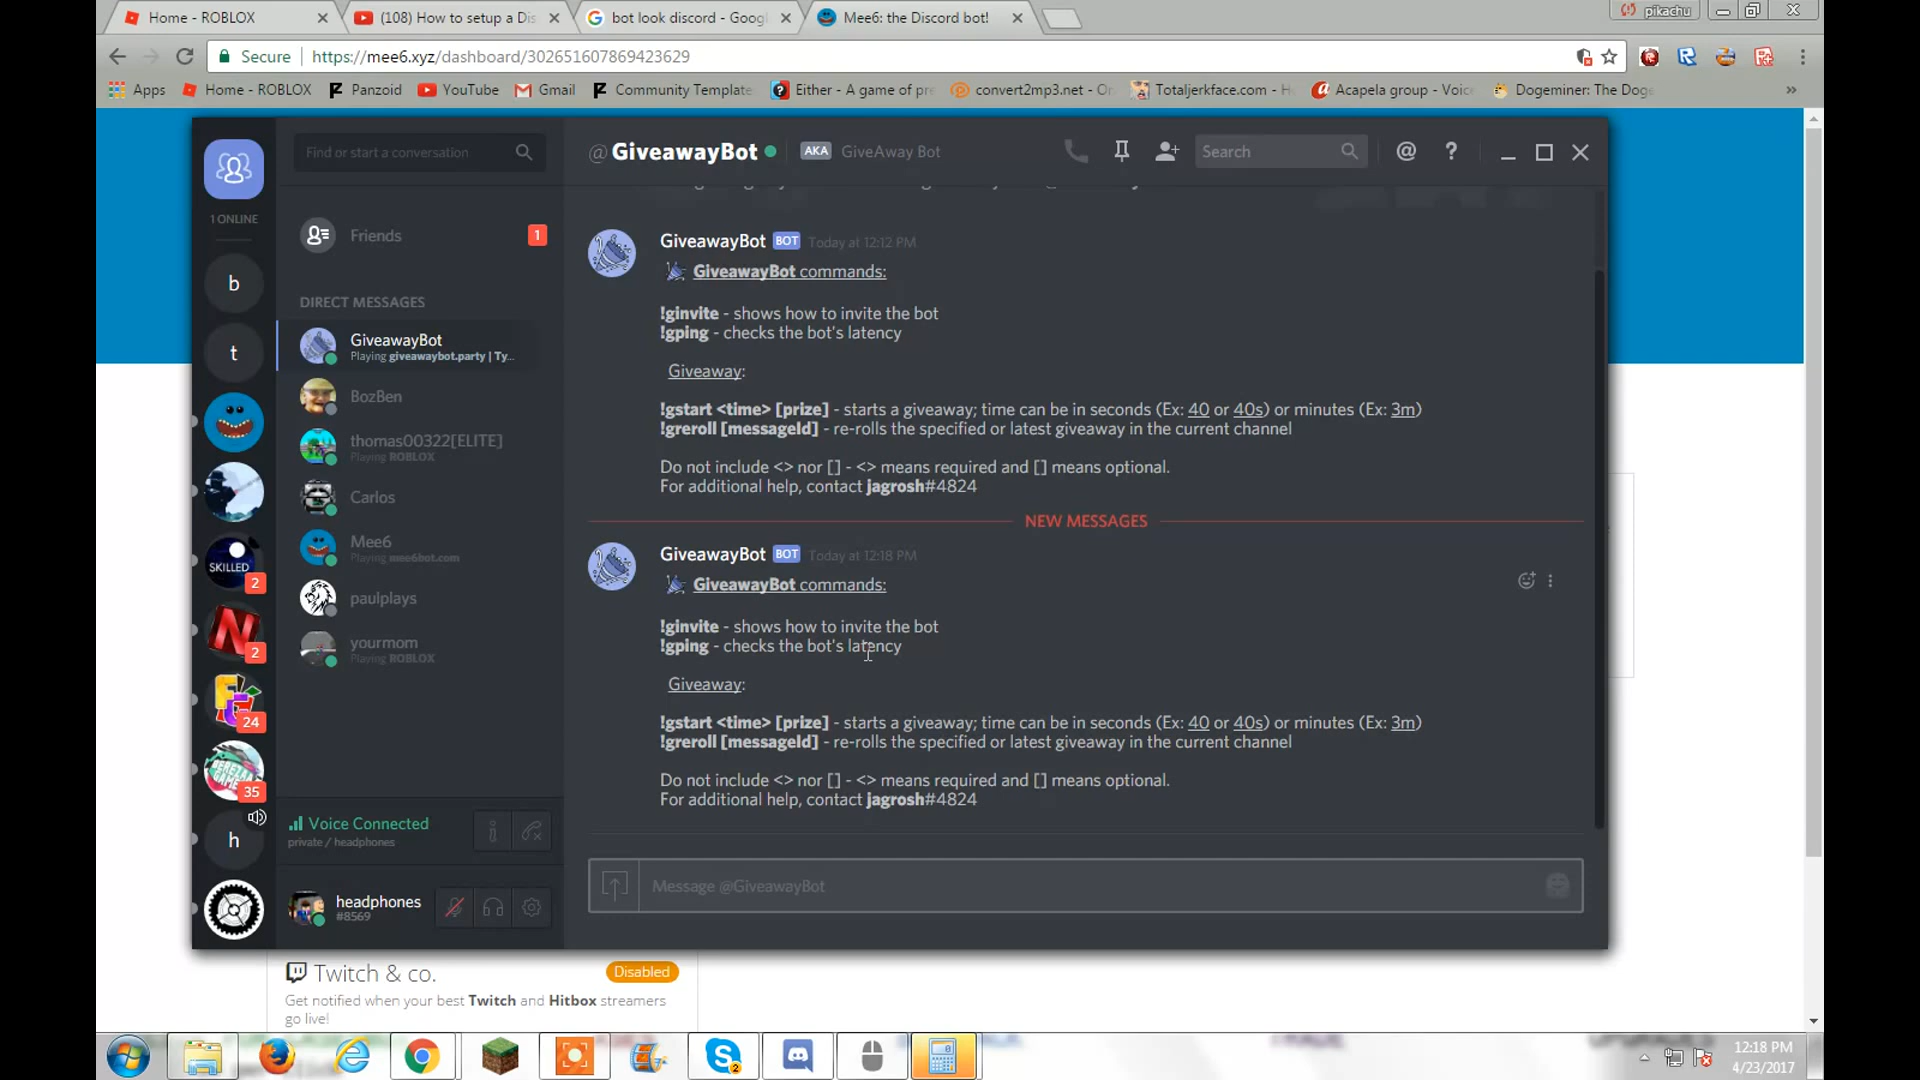 Home - ROBLOX
(108) How to setup a Dis
bot look discord - Googl
Mee6: the Discord bot!
pikachu
Secure
https://mee6.xyz/dashboard/302651607869423629
Apps
Home - ROBLOX
Panzoid
YouTube
Gmail
Community Template
Either - A game of pre
convert2mp3.net - On
Totaljerkface.com - H
Acapela group - Voic
Dogeminer: The Doge
Find or start a conversation
@GiveawayBot
AKA
GiveAway Bot
Search
1 ONLINE
Friends
1
DIRECT MESSAGES
GiveawayBot
Playing giveawaybot.party | Ty...
BozBen
thomas00322[ELITE]
Playing ROBLOX
Carlos
Mee6
Playing mee6bot.com
paulplays
yourmom
Playing ROBLOX
b
t
SKILLED
2
N
2
24
35
h
GiveawayBot BOT Today at 12:12 PM
GiveawayBot commands:
!ginvite - shows how to invite the bot
!gping - checks the bot's latency
Giveaway:
!gstart <time> [prize] - starts a giveaway; time can be in seconds (Ex: 40 or 40s) or minutes (Ex: 3m)
!greroll [messageId] - re-rolls the specified or latest giveaway in the current channel
Do not include <> nor [] - <> means required and [] means optional.
For additional help, contact jagrosh#4824
NEW MESSAGES
GiveawayBot BOT Today at 12:18 PM
GiveawayBot commands:
!ginvite - shows how to invite the bot
!gping - checks the bot's latency
Giveaway:
!gstart <time> [prize] - starts a giveaway; time can be in seconds (Ex: 40 or 40s) or minutes (Ex: 3m)
!greroll [messageId] - re-rolls the specified or latest giveaway in the current channel
Do not include <> nor [] - <> means required and [] means optional.
For additional help, contact jagrosh#4824
Voice Connected
private / headphones
headphones
#8569
Message @GiveawayBot
Twitch & co.
Disabled
Get notified when your best Twitch and Hitbox streamers
go live!
2
12:18 PM
4/23/2017